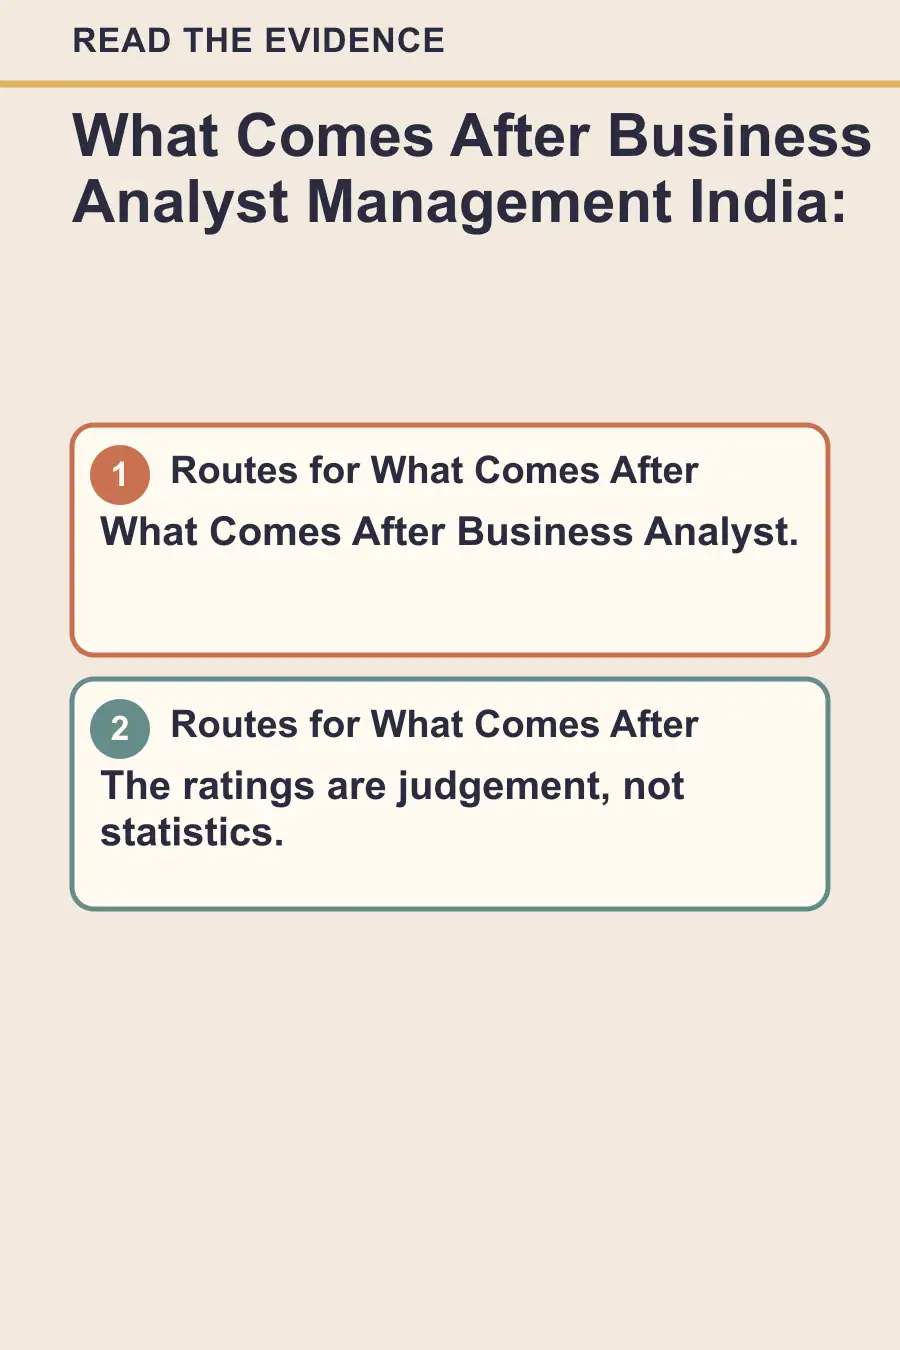 READ THE EVIDENCE
What Comes After Business
Analyst Management India:
1 Routes for What Comes After
What Comes After Business Analyst.
2 Routes for What Comes After
The ratings are judgement, not
statistics.